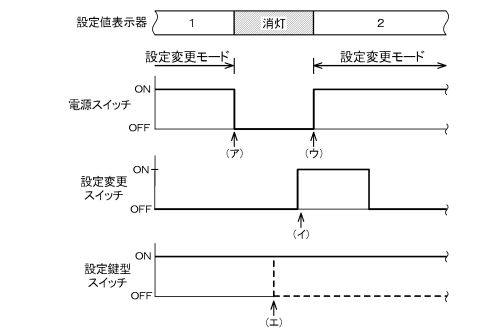 設定値表示器
1
消灯
2
設定変更モード
設定変更モード
ON
電源スイッチ
OFF
(ア)
(ウ)
ON
設定変更
スイッチ
OFF
(イ)
ON
設定鍵型
スイッチ
OFF
(エ)